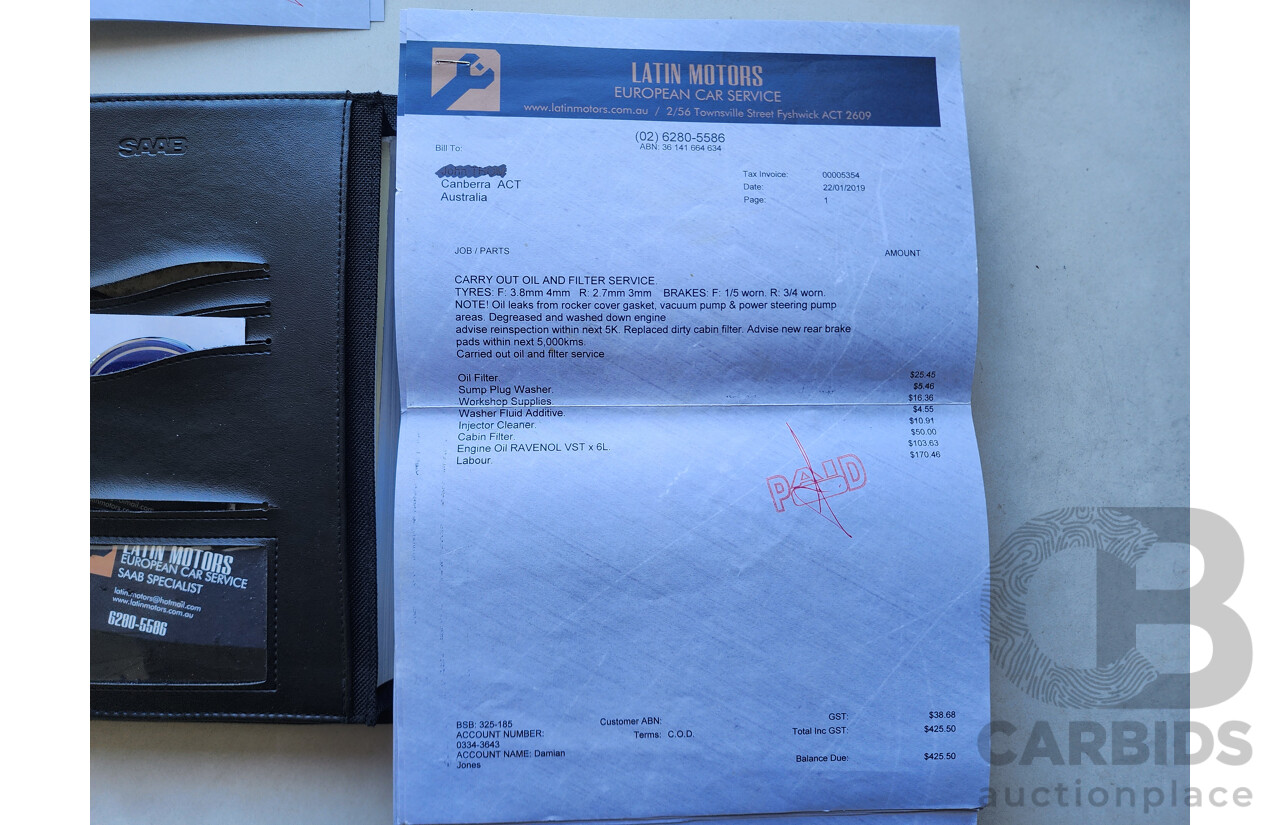 LATIN MOTORS
EUROPEAN CAR SERVICE
www.latinmotors.com.au / 2/56 Townsville Street Fyshwick ACT 2609
(02) 6280-5586
ABN: 36 141 664 634
Bill To:
Canberra ACT
Australia
Tax Invoice: 00005354
Date: 22/01/2019
Page: 1
JOB / PARTS AMOUNT
CARRY OUT OIL AND FILTER SERVICE.
TYRES: F: 3.8mm 4mm R: 2.7mm 3mm BRAKES: F: 1/5 worn. R: 3/4 worn.
NOTE! Oil leaks from rocker cover gasket, vacuum pump & power steering pump
areas. Degreased and washed down engine
advise reinspection within next 5K. Replaced dirty cabin filter. Advise new rear brake
pads within next 5,000kms.
Carried out oil and filter service
Oil Filter. $25.45
Sump Plug Washer. $5.46
Workshop Supplies. $16.36
Washer Fluid Additive. $4.55
Injector Cleaner. $10.91
Cabin Filter. $50.00
Engine Oil RAVENOL VST x 6L $103.63
Labour. $170.46
PAID
BSB: 325-185
ACCOUNT NUMBER:
0334-3643
ACCOUNT NAME: Damian
Jones
Customer ABN:
Terms: C.O.D.
GST: $38.68
Total Inc GST: $425.50
Balance Due: $425.50
SAAB
LATIN MOTORS
EUROPEAN CAR SERVICE
SAAB SPECIALIST
latin.motors@hotmail.com
www.latinmotors.com.au
6280-5586
CB
CARBIDS
auctionplace